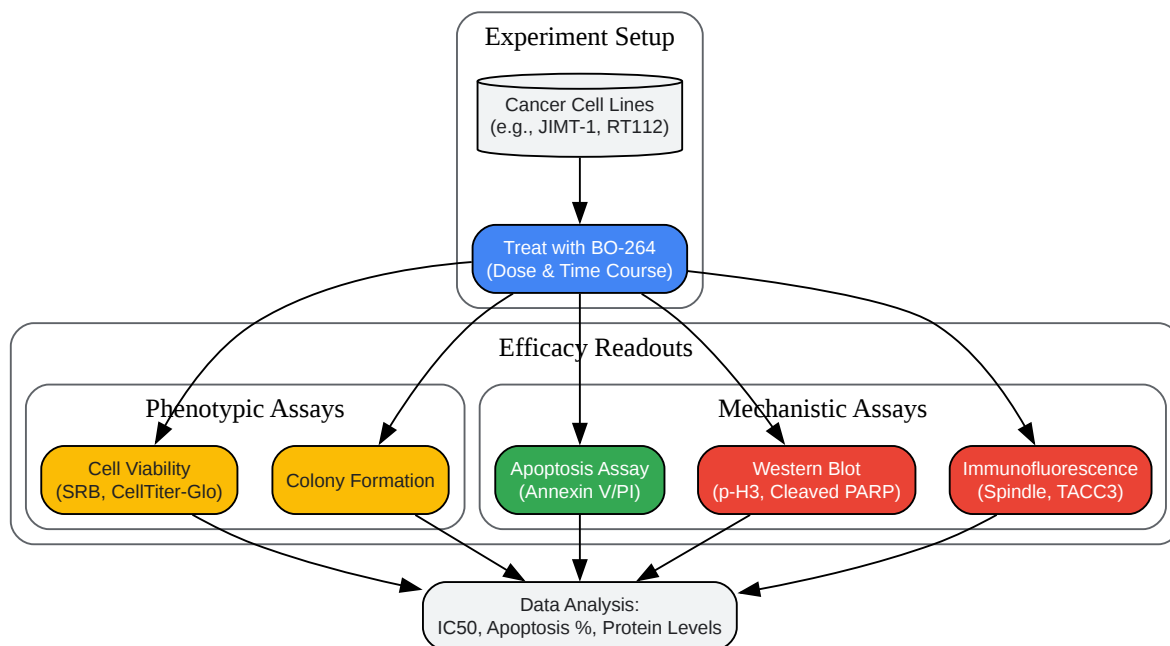 Experiment Setup
Cancer Cell Lines
(e.g., JIMT-1, RT112)
Treat with BO-264
(Dose & Time Course)
Efficacy Readouts
Phenotypic Assays
Mechanistic Assays
Cell Viability
(SRB, CellTiter-Glo)
Colony Formation
Apoptosis Assay
(Annexin V/PI)
Western Blot
(p-H3, Cleaved PARP)
Immunofluorescence
(Spindle, TACC3)
Data Analysis:
IC50, Apoptosis %, Protein Levels